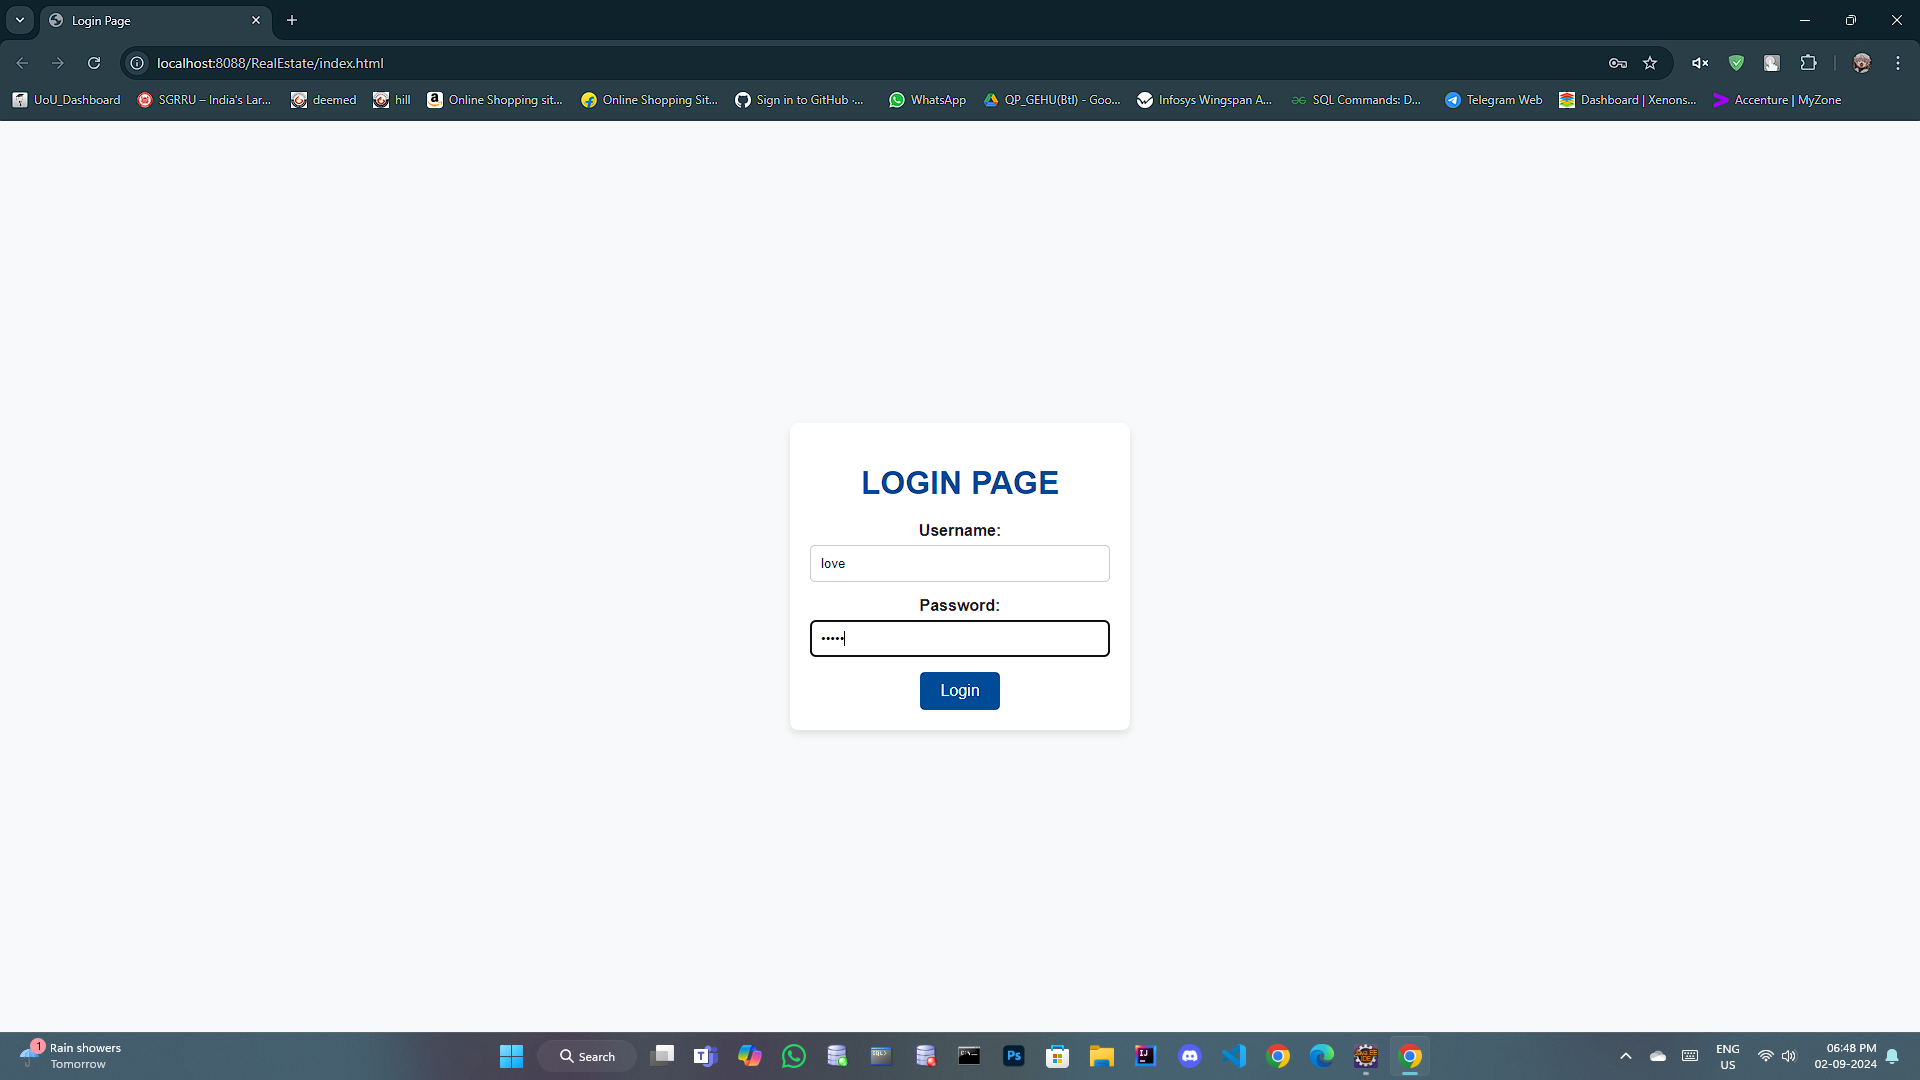 Login Page
localhost:8088/RealEstate/index.html
UoU_Dashboard
SGRRU – India's Lar...
deemed
hill
Online Shopping sit...
Online Shopping Sit...
Sign in to GitHub ·...
WhatsApp
QP_GEHU(Btl) - Goo...
Infosys Wingspan A...
SQL Commands: D...
Telegram Web
Dashboard | Xenons...
Accenture | MyZone
LOGIN PAGE
Username:
love
Password:
•••••
Login
1
Rain showers
Tomorrow
Search
ENG
US
06:48 PM
02-09-2024